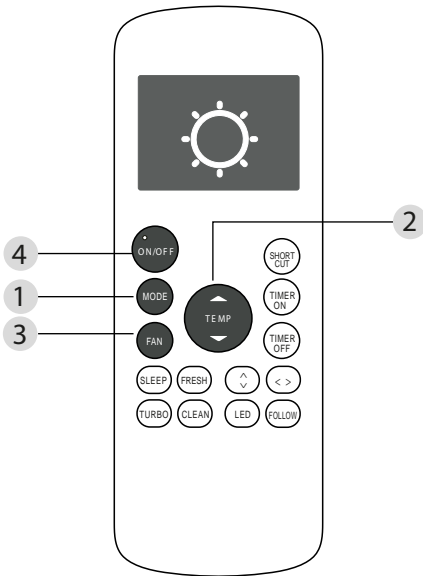 2
4
ON/OFF
SHORT
CUT
1
MODE
TEMP
TIMER
ON
3
FAN
TIMER
OFF
SLEEP
FRESH
< >
TURBO
CLEAN
LED
FOLLOW